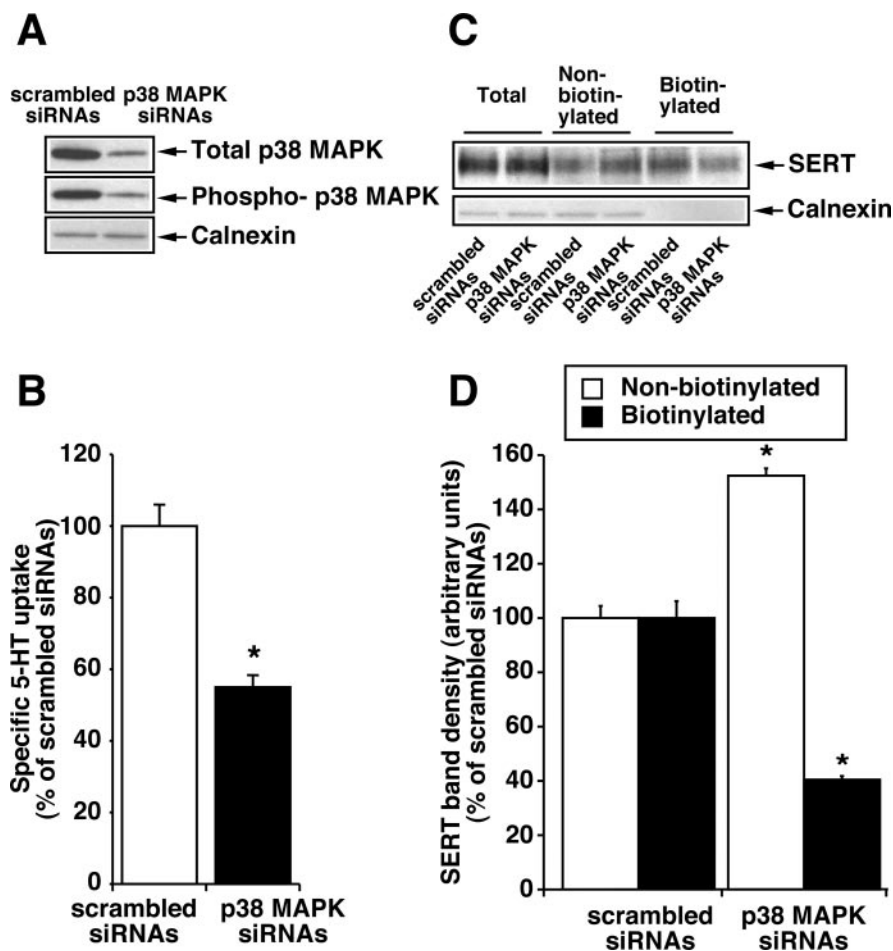 A
scrambled siRNAs
p38 MAPK siRNAs
Total p38 MAPK
Phospho- p38 MAPK
Calnexin
B
Specific 5-HT uptake
(% of scrambled siRNAs)
120
100
80
60
40
20
0
*
scrambled siRNAs
p38 MAPK siRNAs
C
Total
Non-
biotin-
ylated
Biotin-
ylated
SERT
Calnexin
scrambled siRNAs
p38 MAPK siRNAs
scrambled siRNAs
p38 MAPK siRNAs
scrambled siRNAs
p38 MAPK siRNAs
D
Non-biotinylated
Biotinylated
SERT band density (arbitrary units)
(% of scrambled siRNAs)
160
140
120
100
80
60
40
20
0
*
*
scrambled siRNAs
p38 MAPK siRNAs